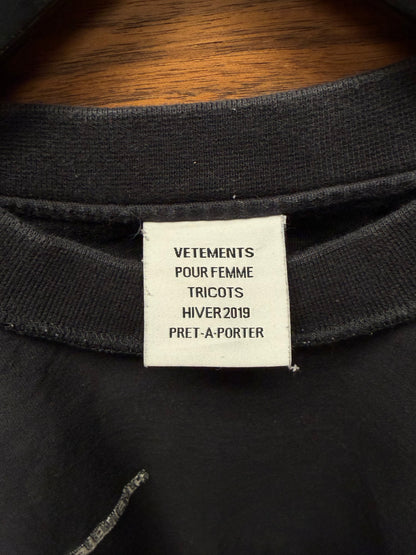 VETEMENTS
POUR FEMME
TRICOTS
HIVER 2019
PRET-A-PORTER